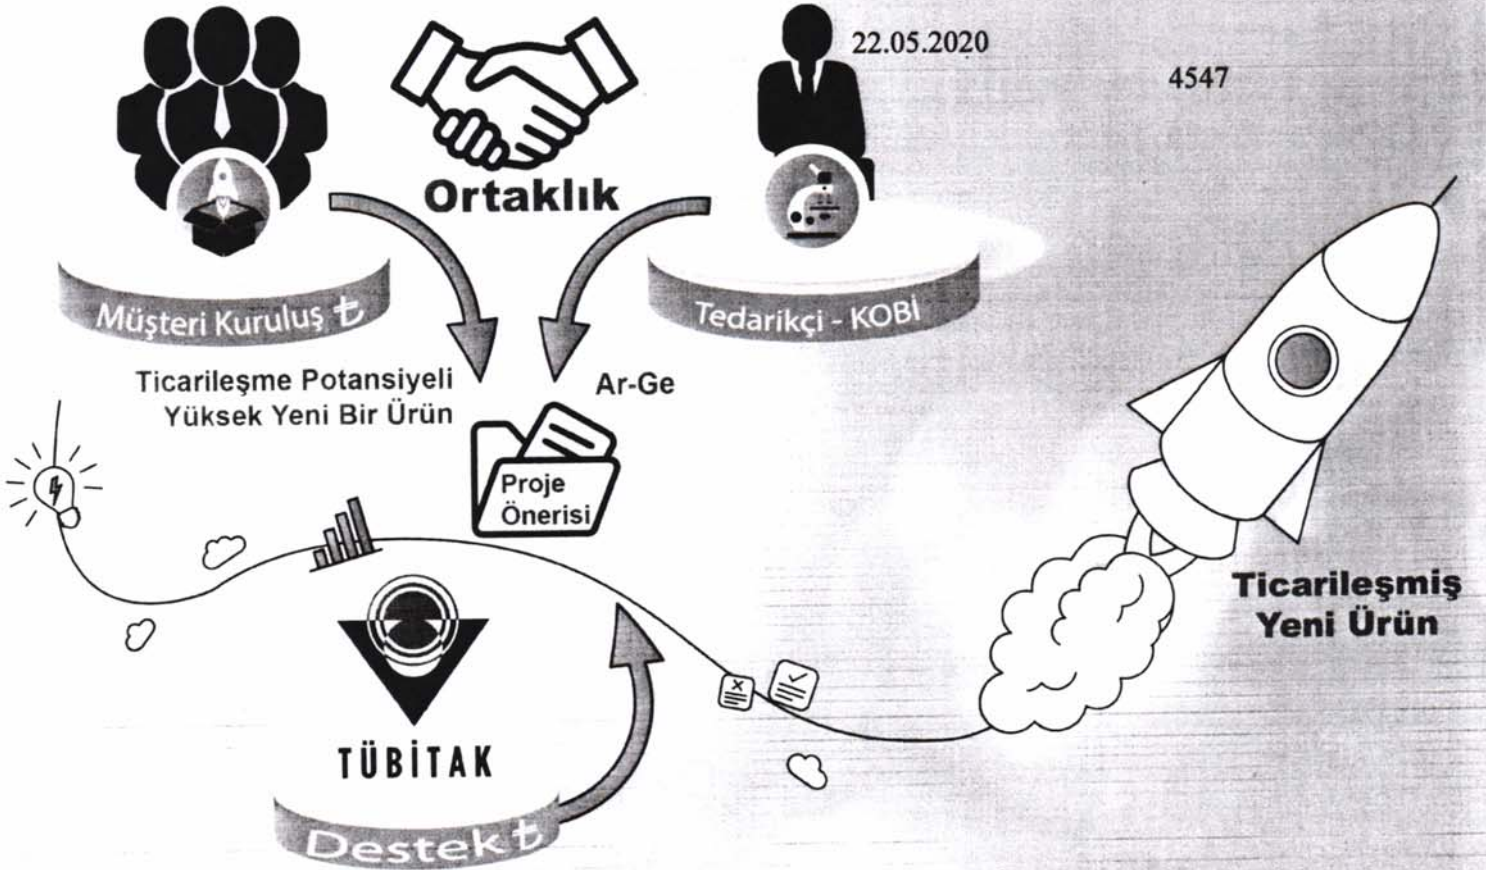 22.05.2020
4547
Ortaklık
Müşteri Kuruluş ₺
Tedarikçi - KOBİ
Ticarileşme Potansiyeli
Yüksek Yeni Bir Ürün
Ar-Ge
Proje
Önerisi
Ticarileşmiş
Yeni Ürün
TÜBİTAK
Destek ₺